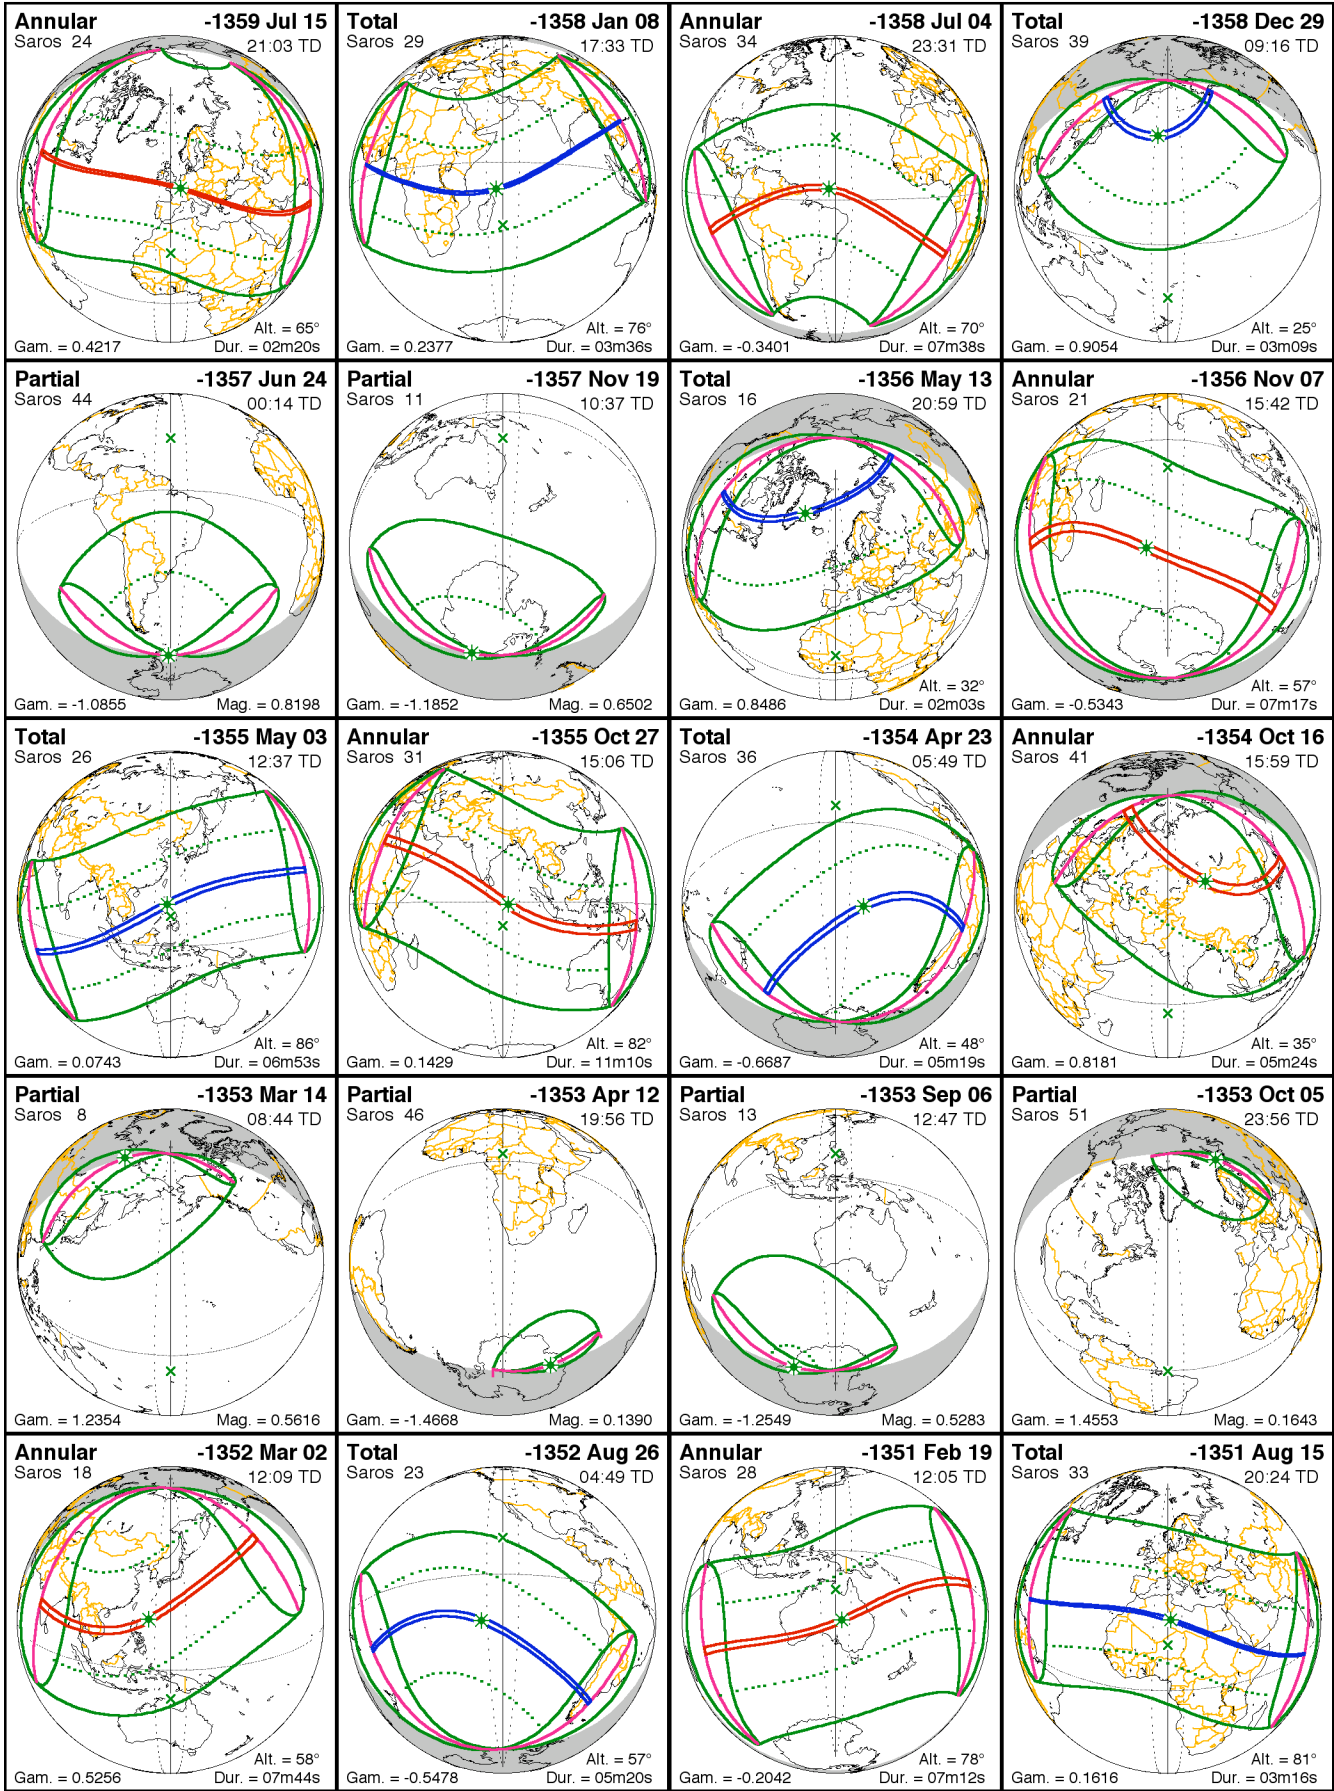 Annular -1359 Jul 15
Saros 24 21:03 TD
Alt. = 65°
Gam. = 0.4217 Dur. = 02m20s
Total -1358 Jan 08
Saros 29 17:33 TD
Alt. = 76°
Gam. = 0.2377 Dur. = 03m36s
Annular -1358 Jul 04
Saros 34 23:31 TD
Alt. = 70°
Gam. = -0.3401 Dur. = 07m38s
Total -1358 Dec 29
Saros 39 09:16 TD
Alt. = 25°
Gam. = 0.9054 Dur. = 03m09s
Partial -1357 Jun 24
Saros 44 00:14 TD
Gam. = -1.0855 Mag. = 0.8198
Partial -1357 Nov 19
Saros 11 10:37 TD
Gam. = -1.1852 Mag. = 0.6502
Total -1356 May 13
Saros 16 20:59 TD
Alt. = 32°
Gam. = 0.8486 Dur. = 02m03s
Annular -1356 Nov 07
Saros 21 15:42 TD
Alt. = 57°
Gam. = -0.5343 Dur. = 07m17s
Total -1355 May 03
Saros 26 12:37 TD
Alt. = 86°
Gam. = 0.0743 Dur. = 06m53s
Annular -1355 Oct 27
Saros 31 15:06 TD
Alt. = 82°
Gam. = 0.1429 Dur. = 11m10s
Total -1354 Apr 23
Saros 36 05:49 TD
Alt. = 48°
Gam. = -0.6687 Dur. = 05m19s
Annular -1354 Oct 16
Saros 41 15:59 TD
Alt. = 35°
Gam. = 0.8181 Dur. = 05m24s
Partial -1353 Mar 14
Saros 8 08:44 TD
Gam. = 1.2354 Mag. = 0.5616
Partial -1353 Apr 12
Saros 46 19:56 TD
Gam. = -1.4668 Mag. = 0.1390
Partial -1353 Sep 06
Saros 13 12:47 TD
Gam. = -1.2549 Mag. = 0.5283
Partial -1353 Oct 05
Saros 51 23:56 TD
Gam. = 1.4553 Mag. = 0.1643
Annular -1352 Mar 02
Saros 18 12:09 TD
Alt. = 58°
Gam. = 0.5256 Dur. = 07m44s
Total -1352 Aug 26
Saros 23 04:49 TD
Alt. = 57°
Gam. = -0.5478 Dur. = 05m20s
Annular -1351 Feb 19
Saros 28 12:05 TD
Alt. = 78°
Gam. = -0.2042 Dur. = 07m12s
Total -1351 Aug 15
Saros 33 20:24 TD
Alt. = 81°
Gam. = 0.1616 Dur. = 03m16s